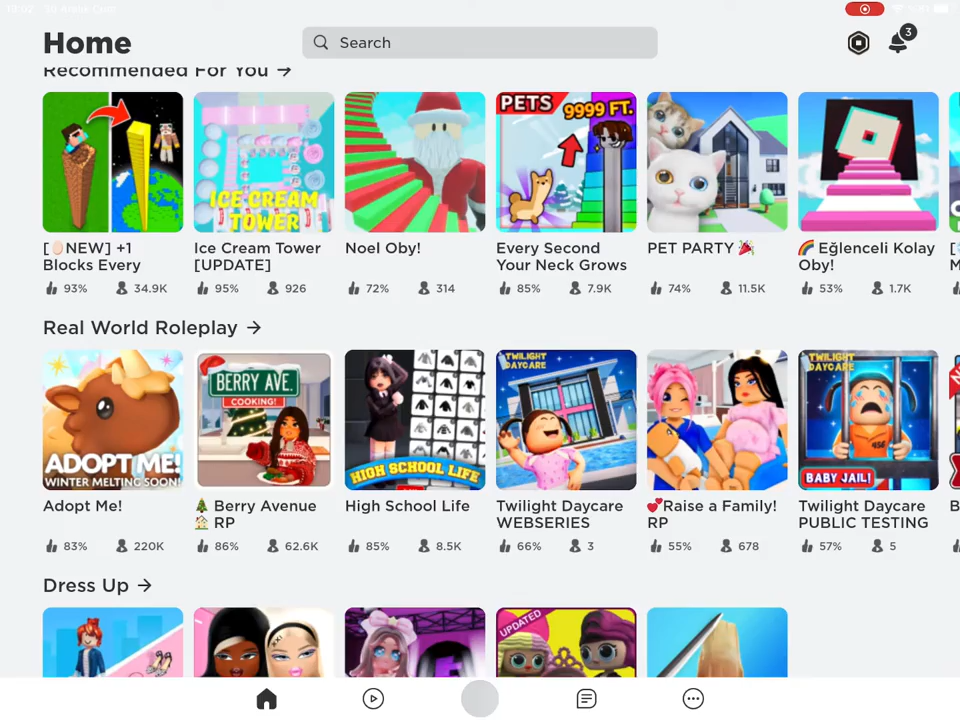 Home
Search
3
Recommended For You →
PETS
9999 FT.
ICE CREAM
TOWER
[🥚NEW] +1
Blocks Every
93% 34.9K
Ice Cream Tower
[UPDATE]
95% 926
Noel Oby!
72% 314
Every Second
Your Neck Grows
85% 7.9K
PET PARTY 🎉
74% 11.5K
🌈 Eğlenceli Kolay
Oby!
53% 1.7K
Real World Roleplay →
ADOPT ME!
WINTER MELTING SOON!
BERRY AVE.
COOKING!
HIGH SCHOOL LIFE
TWILIGHT
DAYCARE
TWILIGHT
DAYCARE
456
BABY JAIL!
Adopt Me!
83% 220K
🎄 Berry Avenue
🏠 RP
86% 62.6K
High School Life
85% 8.5K
Twilight Daycare
WEBSERIES
66% 3
💕Raise a Family!
RP
55% 678
Twilight Daycare
PUBLIC TESTING
57% 5
Dress Up →
UPDATED